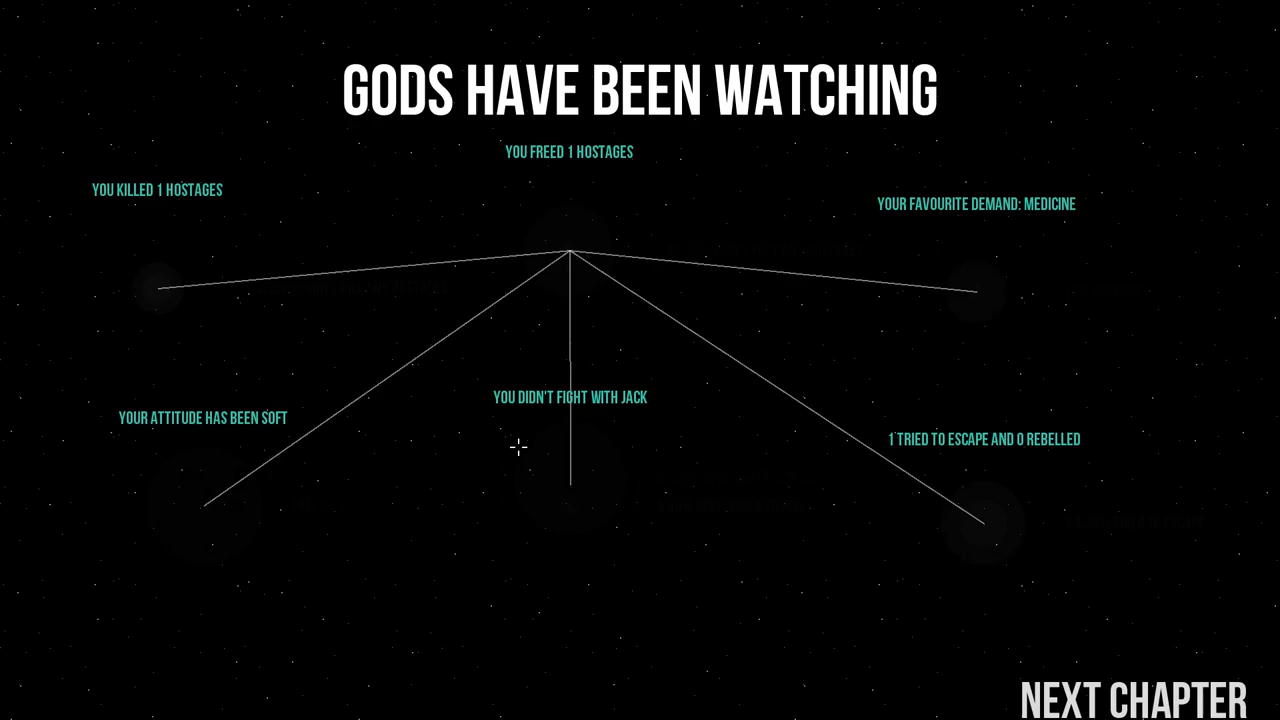 GODS HAVE BEEN WATCHING
YOU FREED 1 HOSTAGES
YOU KILLED 1 HOSTAGES
YOUR FAVOURITE DEMAND: MEDICINE
YOU DIDN'T FIGHT WITH JACK
YOUR ATTITUDE HAS BEEN SOFT
1 TRIED TO ESCAPE AND 0 REBELLED
NEXT CHAPTER